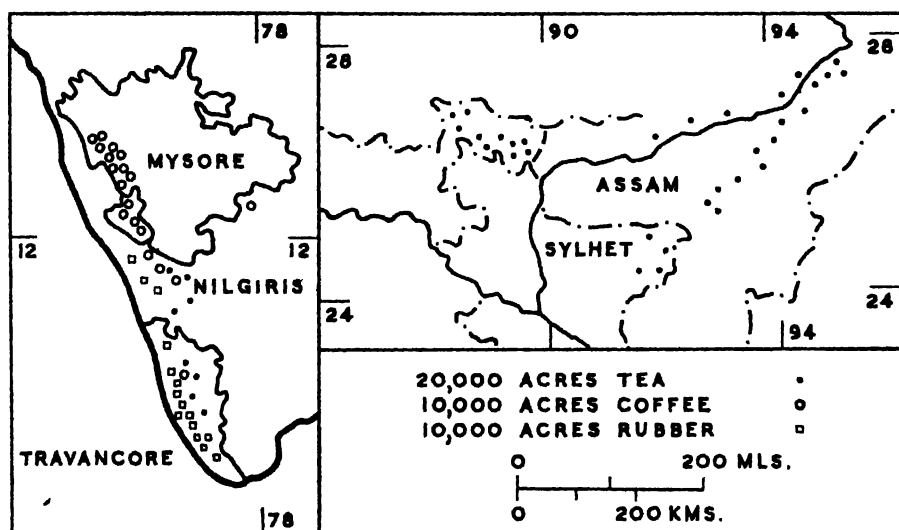 78
MYSORE
12
12
NILGIRIS
TRAVANCORE
78
90
94
28
28
ASSAM
SYLHET
24
24
94
20,000 ACRES TEA
10,000 ACRES COFFEE
10,000 ACRES RUBBER
0 200 MLS.
0 200 KMS.